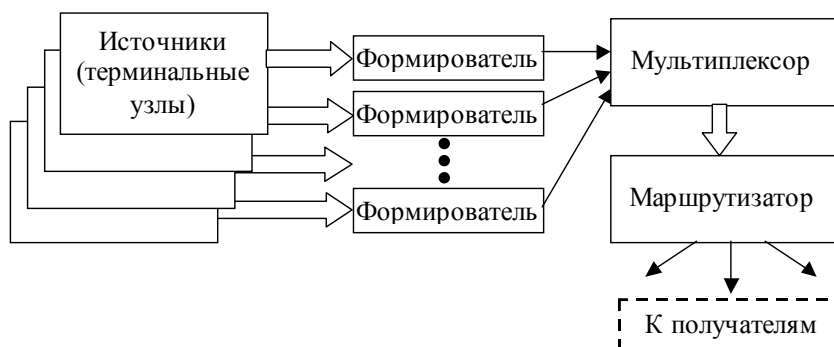 Источники
(терминальные
узлы)
Формирователь
Формирователь
Формирователь
Мультиплексор
Маршрутизатор
К получателям